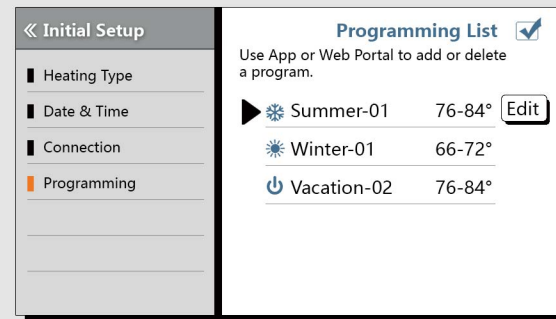 « Initial Setup
Heating Type
Date & Time
Connection
Programming
Programming List
Use App or Web Portal to add or delete
a program.
Summer-01 76-84° Edit
Winter-01 66-72°
Vacation-02 76-84°